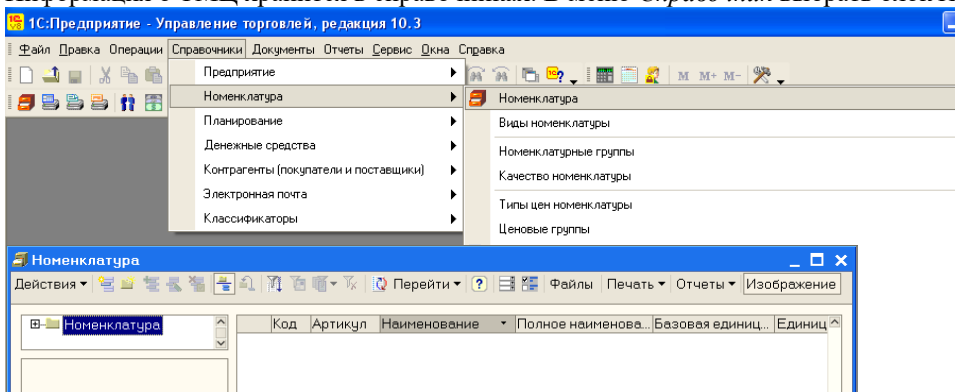 1С:Предприятие - Управление торговлей, редакция 10.3
Файл Правка Операции Справочники Документы Отчеты Сервис Окна Справка
M M+ M-
Предприятие
Номенклатура
Планирование
Денежные средства
Контрагенты (покупатели и поставщики)
Электронная почта
Классификаторы
Номенклатура
Виды номенклатуры
Номенклатурные группы
Качество номенклатуры
Типы цен номенклатуры
Ценовые группы
Номенклатура
Действия Перейти ? Файлы Печать Отчеты Изображение
Номенклатура
Код Артикул Наименование Полное наименова... Базовая единиц... Единиц